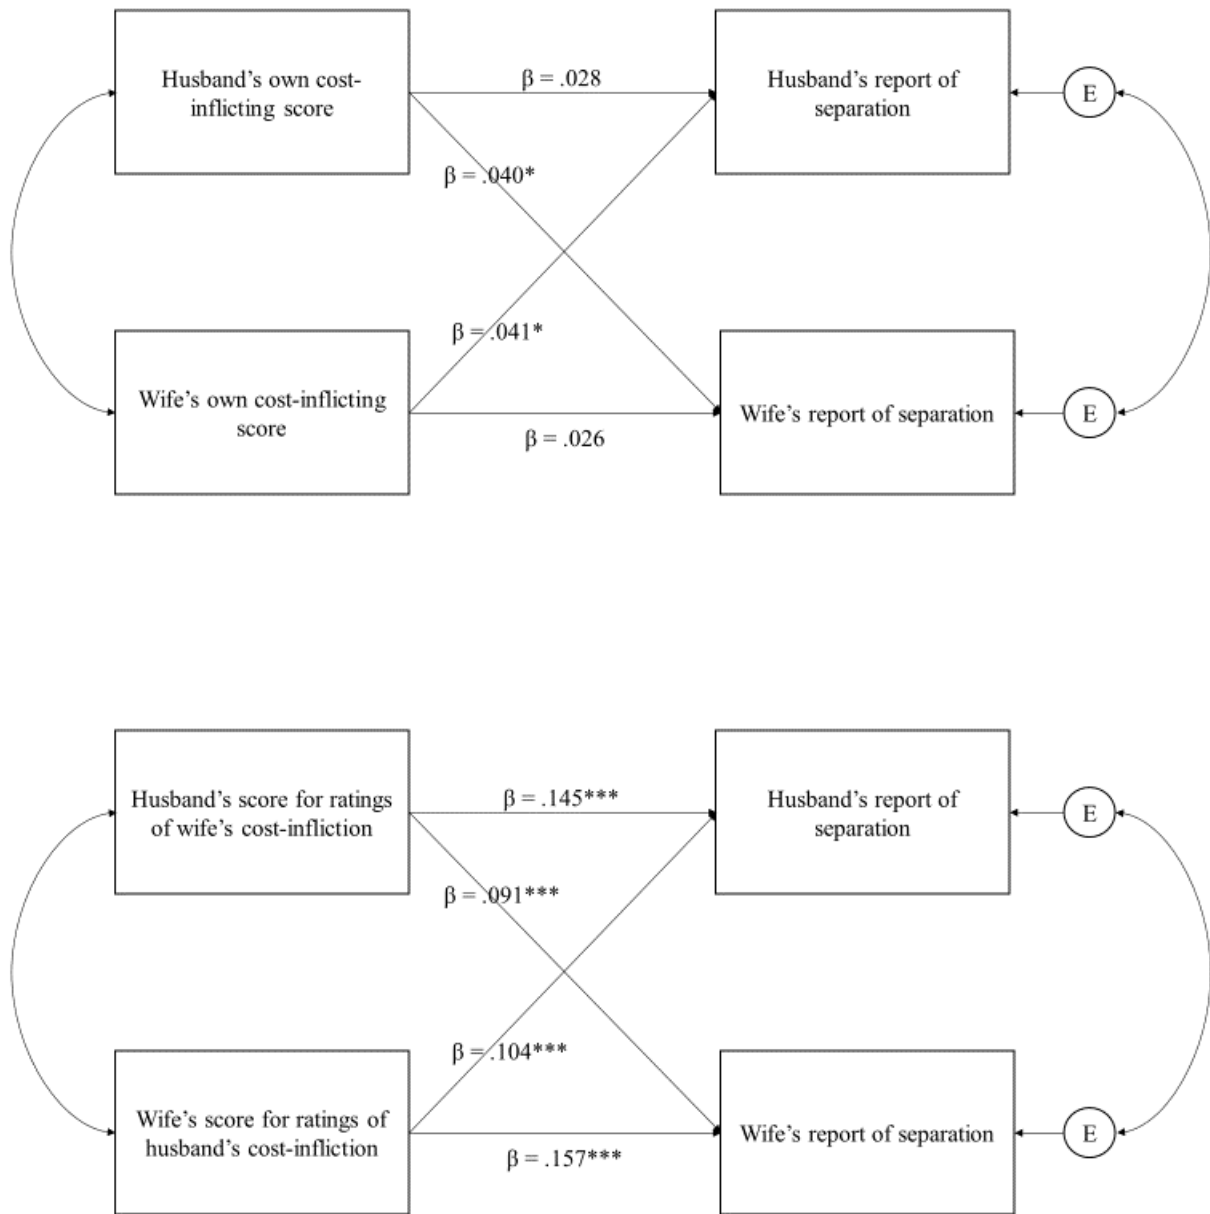 Husband’s own cost-
inflicting score
β = .028
Husband’s report of
separation
E
β = .040*
β = .041*
Wife’s own cost-inflicting
score
β = .026
Wife’s report of separation
E
Husband’s score for ratings
of wife’s cost-infliction
β = .145***
Husband’s report of
separation
E
β = .091***
β = .104***
Wife’s score for ratings of
husband’s cost-infliction
β = .157***
Wife’s report of separation
E